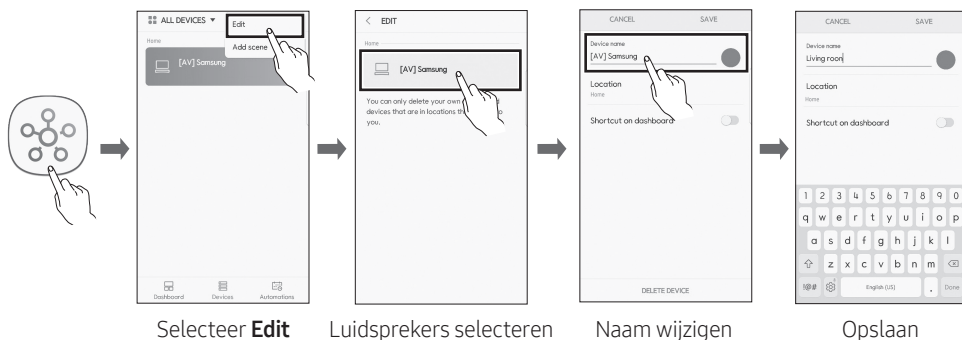 ALL DEVICES ▼
Edit
Add scene
Home
[AV] Samsung
Dashboard Devices Automations
Selecteer Edit
< EDIT
Home
[AV] Samsung
You can only delete your own
devices that are in locations
you.
Luidsprekers selecteren
CANCEL SAVE
Device name
[AV] Samsung
Location
Home
Shortcut on dashboard
DELETE DEVICE
Naam wijzigen
CANCEL SAVE
Device name
Living roon
Location
Home
Shortcut on dashboard
1 2 3 4 5 6 7 8 9 0
q w e r t y u i o p
a s d f g h j k l
z x c v b n m
!@# English (US) . Done
Opslaan